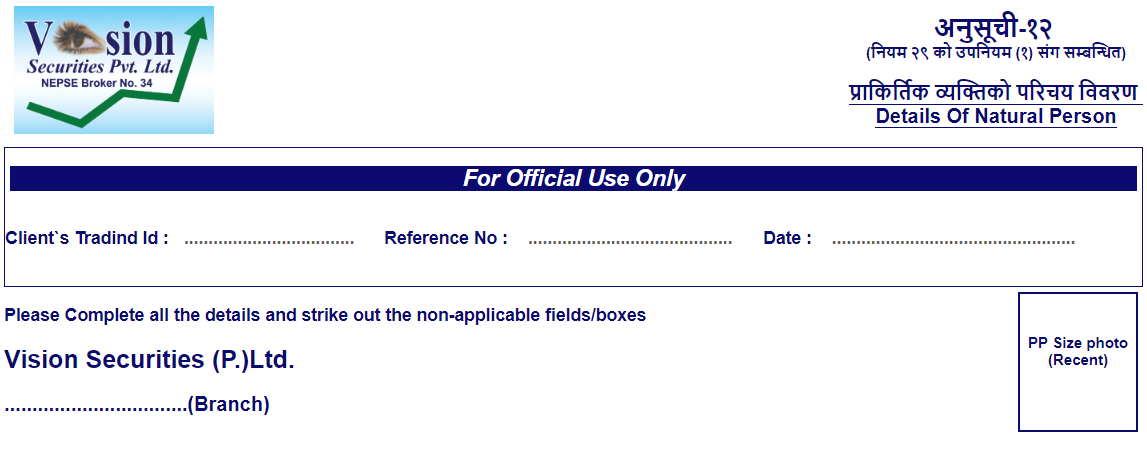 Vision
Securities Pvt. Ltd.
NEPSE Broker No. 34
अनुसूची-१२
(नियम २९ को उपनियम (१) संग सम्बन्धित)
प्राकिर्तिक व्यक्तिको परिचय विवरण
Details Of Natural Person
For Official Use Only
Client`s Tradind Id : ................................... Reference No : .......................................... Date : ..................................................
Please Complete all the details and strike out the non-applicable fields/boxes
Vision Securities (P.)Ltd.
.................................(Branch)
PP Size photo
(Recent)